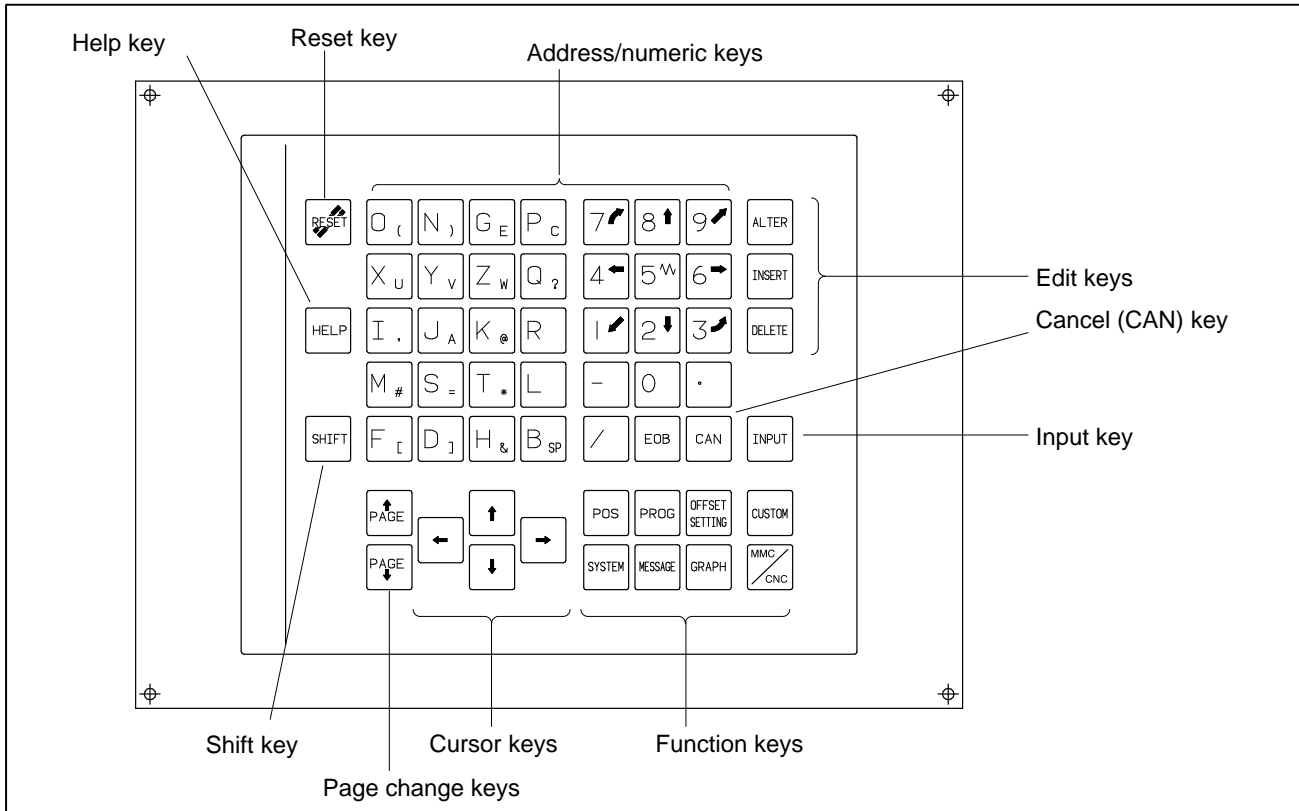 Help key
Reset key
Address/numeric keys
RESET O ( N ) G E P C 7 8 9 ALTER
X U Y V Z W Q ? 4 5 6 INSERT
Edit keys
HELP I , J A K @ R 1 2 3 DELETE
Cancel (CAN) key
M # S = T * L - 0 .
SHIFT F [ D ] H & B SP / EOB CAN INPUT
Input key
PAGE POS PROG OFFSET SETTING CUSTOM
PAGE SYSTEM MESSAGE GRAPH MMC/CNC
Shift key
Cursor keys
Function keys
Page change keys